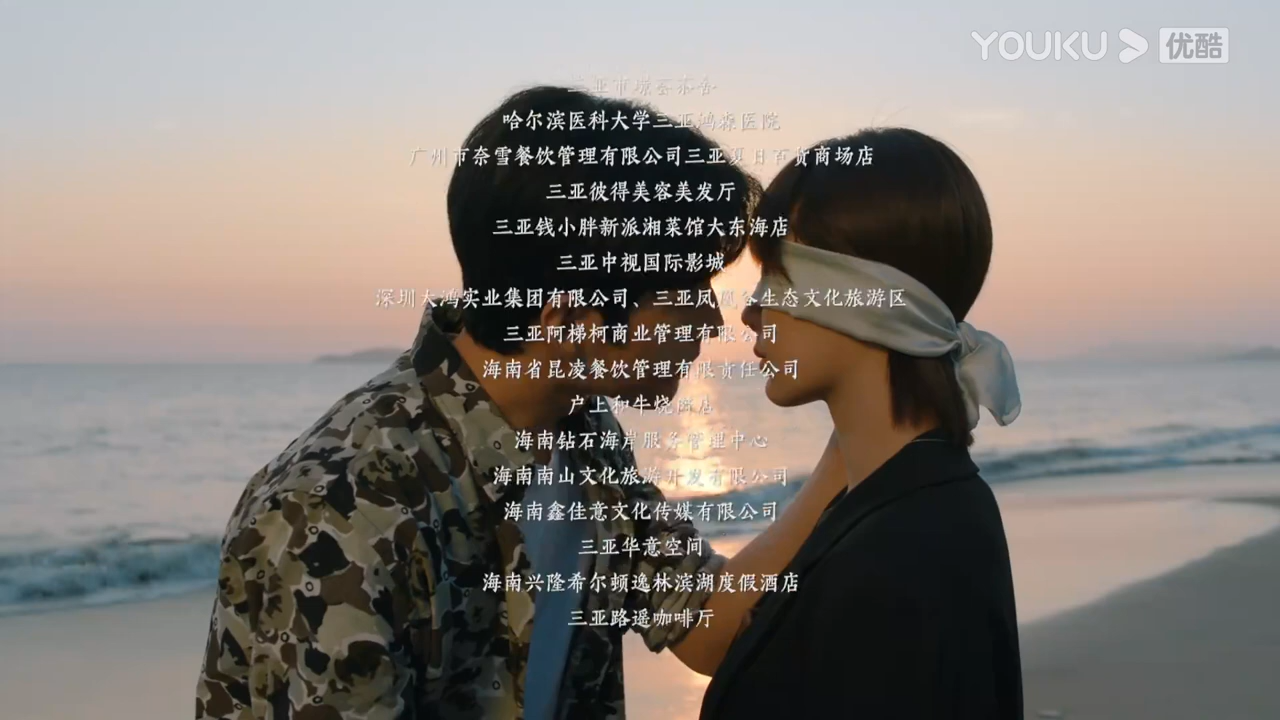 YOUKU 优酷
哈尔滨医科大学三亚鸿森医院
广州市奈雪餐饮管理有限公司三亚夏日百货商场店
三亚彼得美容美发厅
三亚钱小胖新派湘菜馆大东海店
三亚中视国际影城
深圳大鸿实业集团有限公司、三亚凤凰谷生态文化旅游区
三亚阿梯柯商业管理有限公司
海南省昆凌餐饮管理有限责任公司
户上和牛烧酒店
海南钻石海岸服务管理中心
海南南山文化旅游开发有限公司
海南鑫佳意文化传媒有限公司
三亚华意空间
海南兴隆希尔顿逸林滨湖度假酒店
三亚路遥咖啡厅